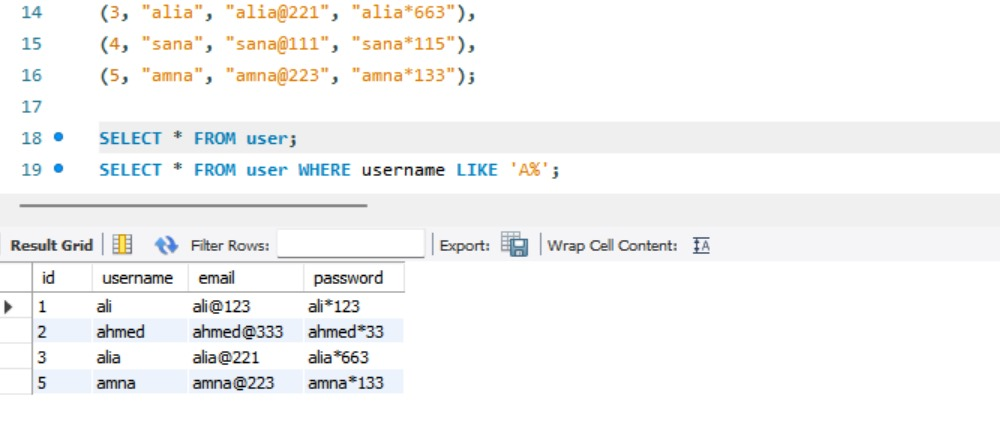 14 (3, "alia", "alia@221", "alia*663"),
15 (4, "sana", "sana@111", "sana*115"),
16 (5, "amna", "amna@223", "amna*133");
17
18 SELECT * FROM user;
19 SELECT * FROM user WHERE username LIKE 'A%';
Result Grid Filter Rows: Export: Wrap Cell Content: IA
id username email password
1 ali ali@123 ali*123
2 ahmed ahmed@333 ahmed*33
3 alia alia@221 alia*663
5 amna amna@223 amna*133